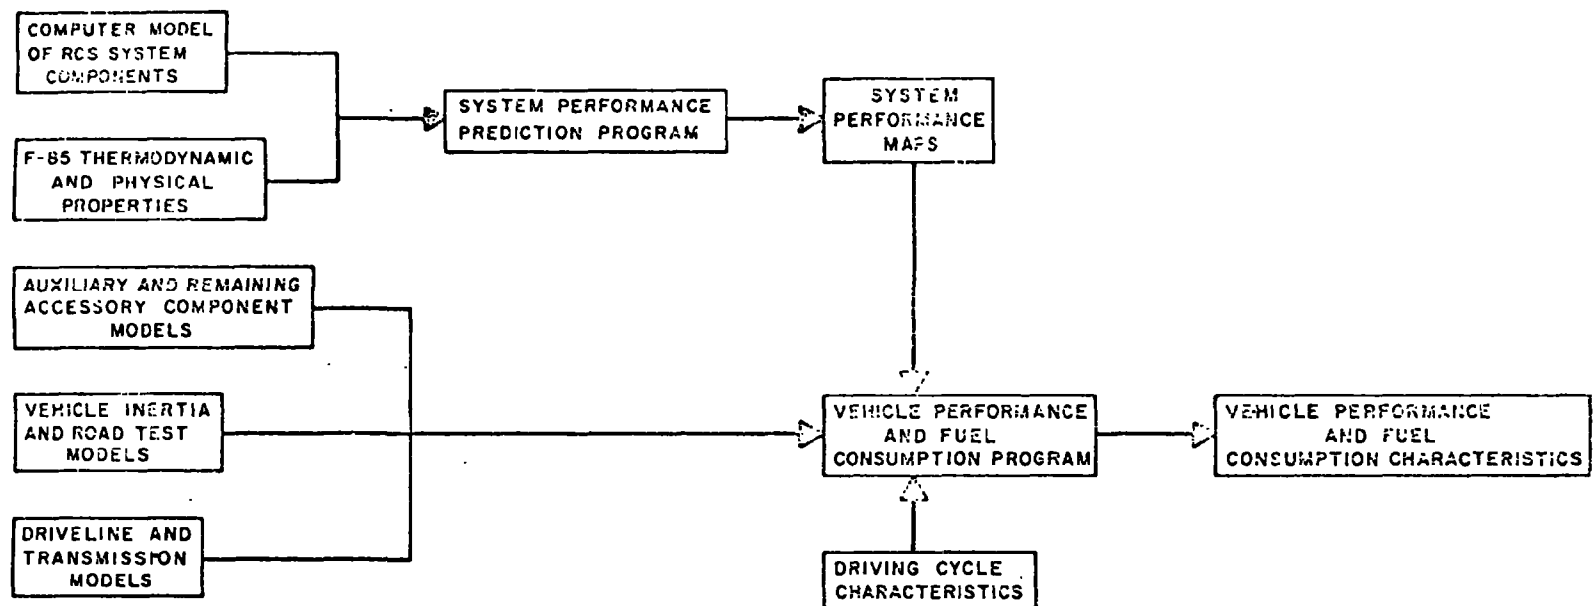 COMPUTER MODEL
OF RCS SYSTEM
COMPONENTS
F-85 THERMODYNAMIC
AND PHYSICAL
PROPERTIES
SYSTEM PERFORMANCE
PREDICTION PROGRAM
SYSTEM
PERFORMANCE
MAPS
AUXILIARY AND REMAINING
ACCESSORY COMPONENT
MODELS
VEHICLE INERTIA
AND ROAD TEST
MODELS
DRIVELINE AND
TRANSMISSION
MODELS
VEHICLE PERFORMANCE
AND FUEL
CONSUMPTION PROGRAM
VEHICLE PERFORMANCE
AND FUEL
CONSUMPTION CHARACTERISTICS
DRIVING CYCLE
CHARACTERISTICS